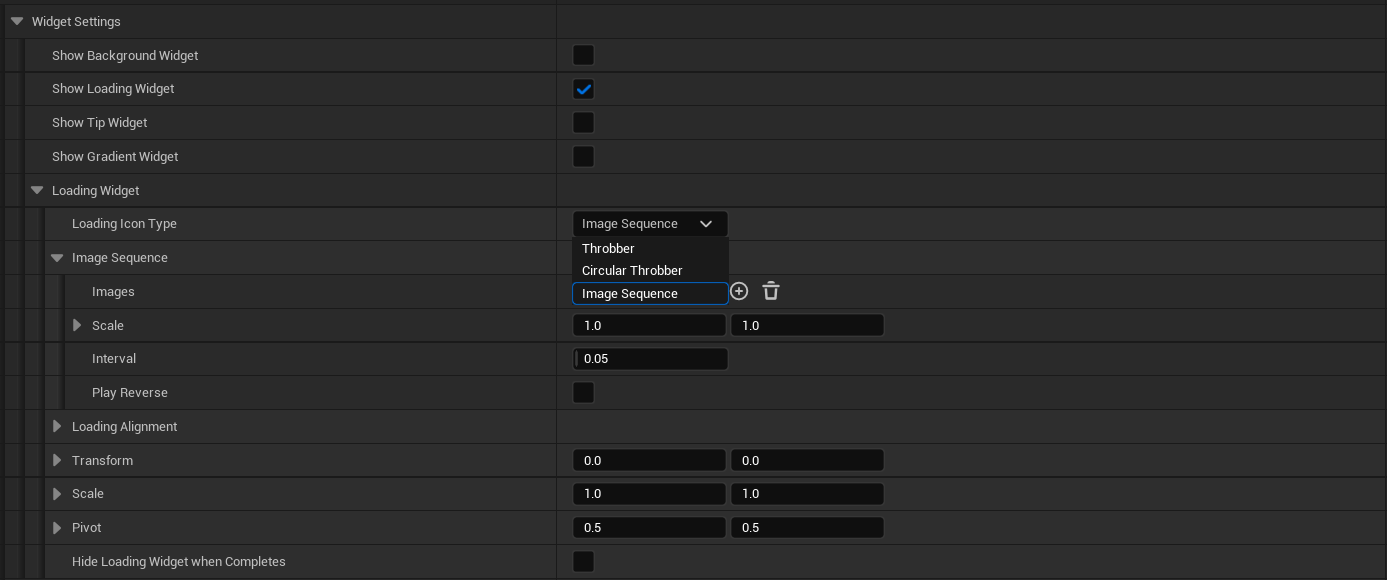 Widget Settings
Show Background Widget
Show Loading Widget
Show Tip Widget
Show Gradient Widget
Loading Widget
Loading Icon Type Image Sequence
Throbber
Image Sequence
Circular Throbber
Images Image Sequence
Scale 1.0 1.0
Interval 0.05
Play Reverse
Loading Alignment
Transform 0.0 0.0
Scale 1.0 1.0
Pivot 0.5 0.5
Hide Loading Widget when Completes